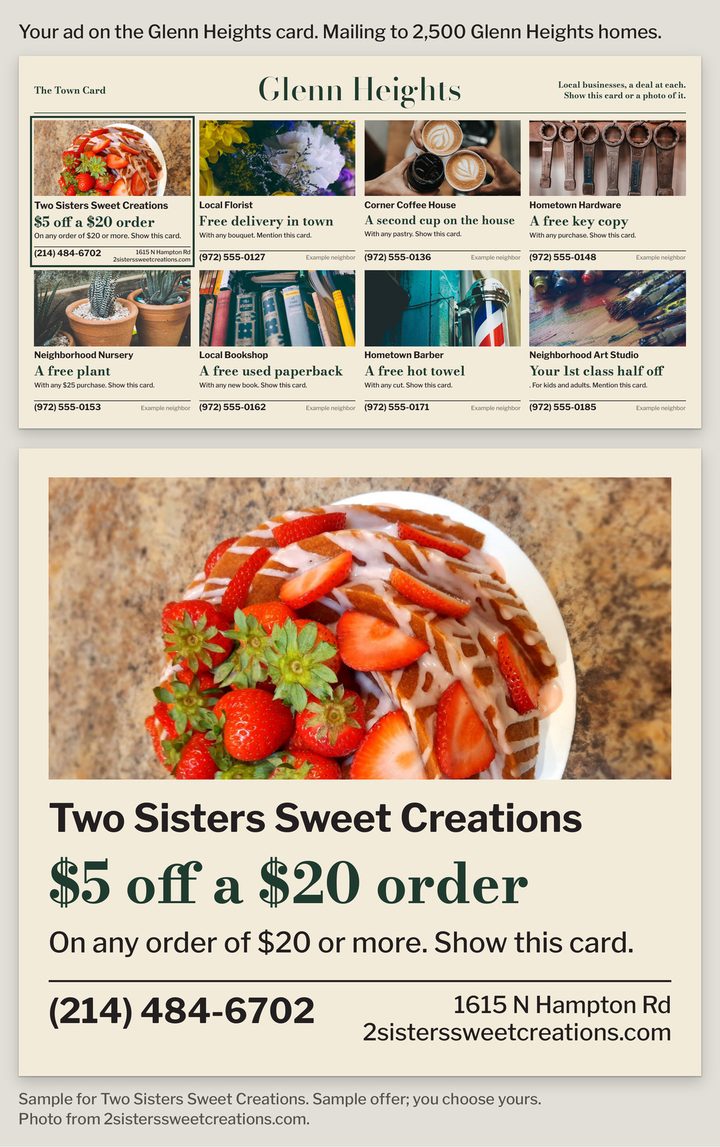 Your ad on the Glenn Heights card. Mailing to 2,500 Glenn Heights homes.
The Town Card
Glenn Heights
Local businesses, a deal at each.
Show this card or a photo of it.
Two Sisters Sweet Creations
$5 off a $20 order
On any order of $20 or more. Show this card.
(214) 484-6702
1615 N Hampton Rd
2sisterssweetcreations.com
Local Florist
Free delivery in town
With any bouquet. Mention this card.
(972) 555-0127
Example neighbor
Corner Coffee House
A second cup on the house
With any pastry. Show this card.
(972) 555-0136
Example neighbor
Hometown Hardware
A free key copy
With any purchase. Show this card.
(972) 555-0148
Example neighbor
Neighborhood Nursery
A free plant
With any $25 purchase. Show this card.
(972) 555-0153
Example neighbor
Local Bookshop
A free used paperback
With any new book. Show this card.
(972) 555-0162
Example neighbor
Hometown Barber
A free hot towel
With any cut. Show this card.
(972) 555-0171
Example neighbor
Neighborhood Art Studio
Your 1st class half off
. For kids and adults. Mention this card.
(972) 555-0185
Example neighbor
Two Sisters Sweet Creations
$5 off a $20 order
On any order of $20 or more. Show this card.
(214) 484-6702
1615 N Hampton Rd
2sisterssweetcreations.com
Sample for Two Sisters Sweet Creations. Sample offer; you choose yours.
Photo from 2sisterssweetcreations.com.